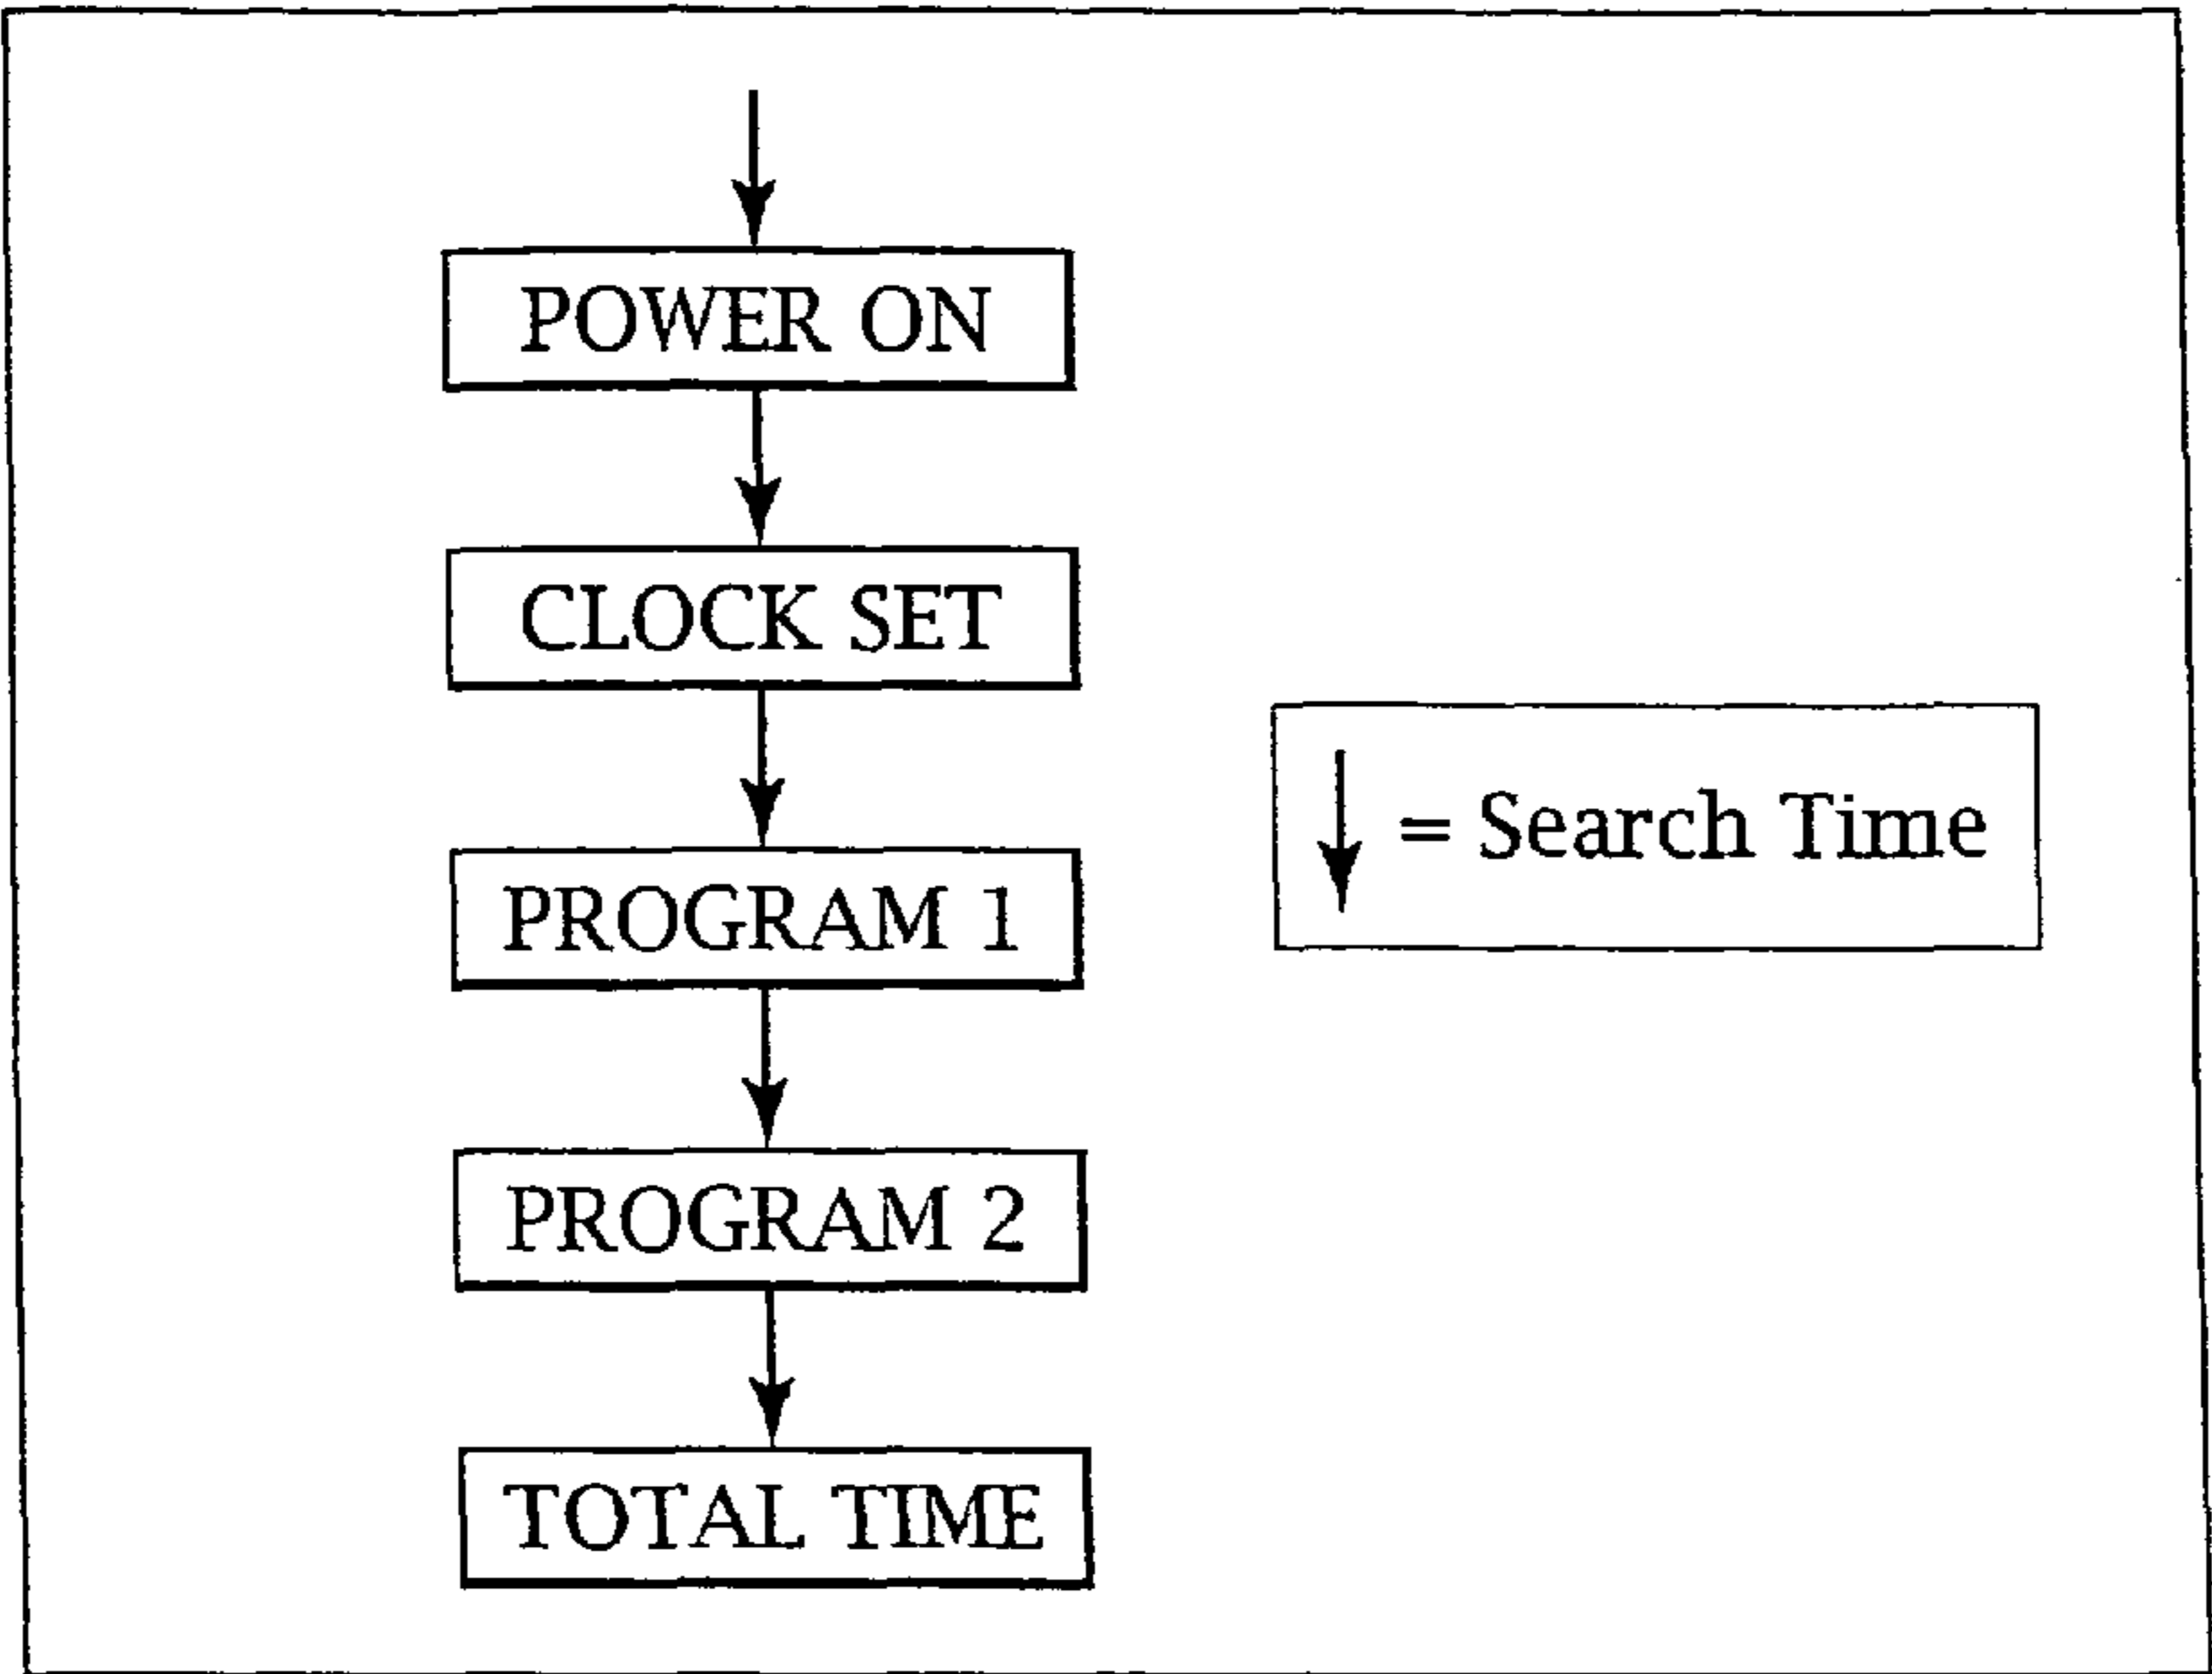 POWER ON
CLOCK SET
PROGRAM 1
= Search Time
PROGRAM 2
TOTAL TIME